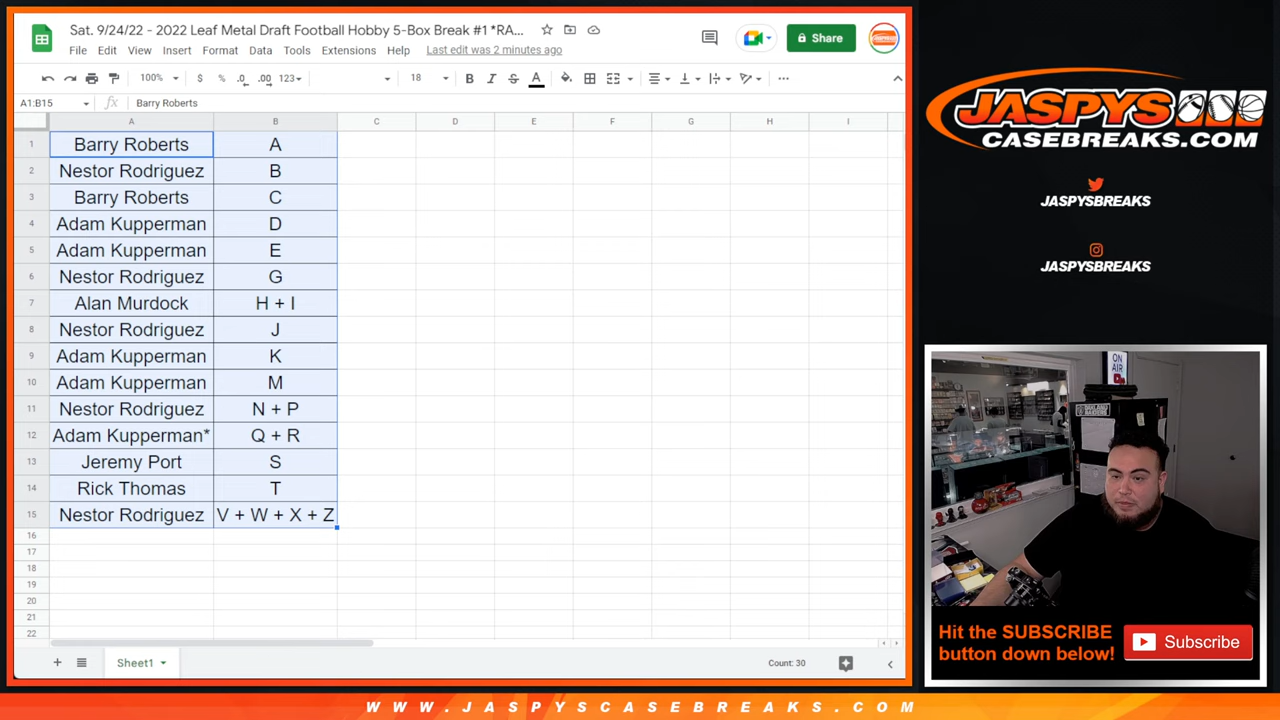 Sat. 9/24/22 - 2022 Leaf Metal Draft Football Hobby 5-Box Break #1 *RA...
File Edit View Insert Format Data Tools Extensions Help Last edit was 2 minutes ago
Share
100% $ % .0 .00 123 18 B I S A
A1:B15 fx Barry Roberts
A B C D E F G H I
1 Barry Roberts A
2 Nestor Rodriguez B
3 Barry Roberts C
4 Adam Kupperman D
5 Adam Kupperman E
6 Nestor Rodriguez G
7 Alan Murdock H + I
8 Nestor Rodriguez J
9 Adam Kupperman K
10 Adam Kupperman M
11 Nestor Rodriguez N + P
12 Adam Kupperman* Q + R
13 Jeremy Port S
14 Rick Thomas T
15 Nestor Rodriguez V + W + X + Z
16
17
18
19
20
21
22
Sheet1
Count: 30
JASPYS
CASEBREAKS.COM
JASPYSBREAKS
JASPYSBREAKS
ON
AIR
Hit the SUBSCRIBE
button down below!
Subscribe
WWW.JASPYSCASEBREAKS.COM